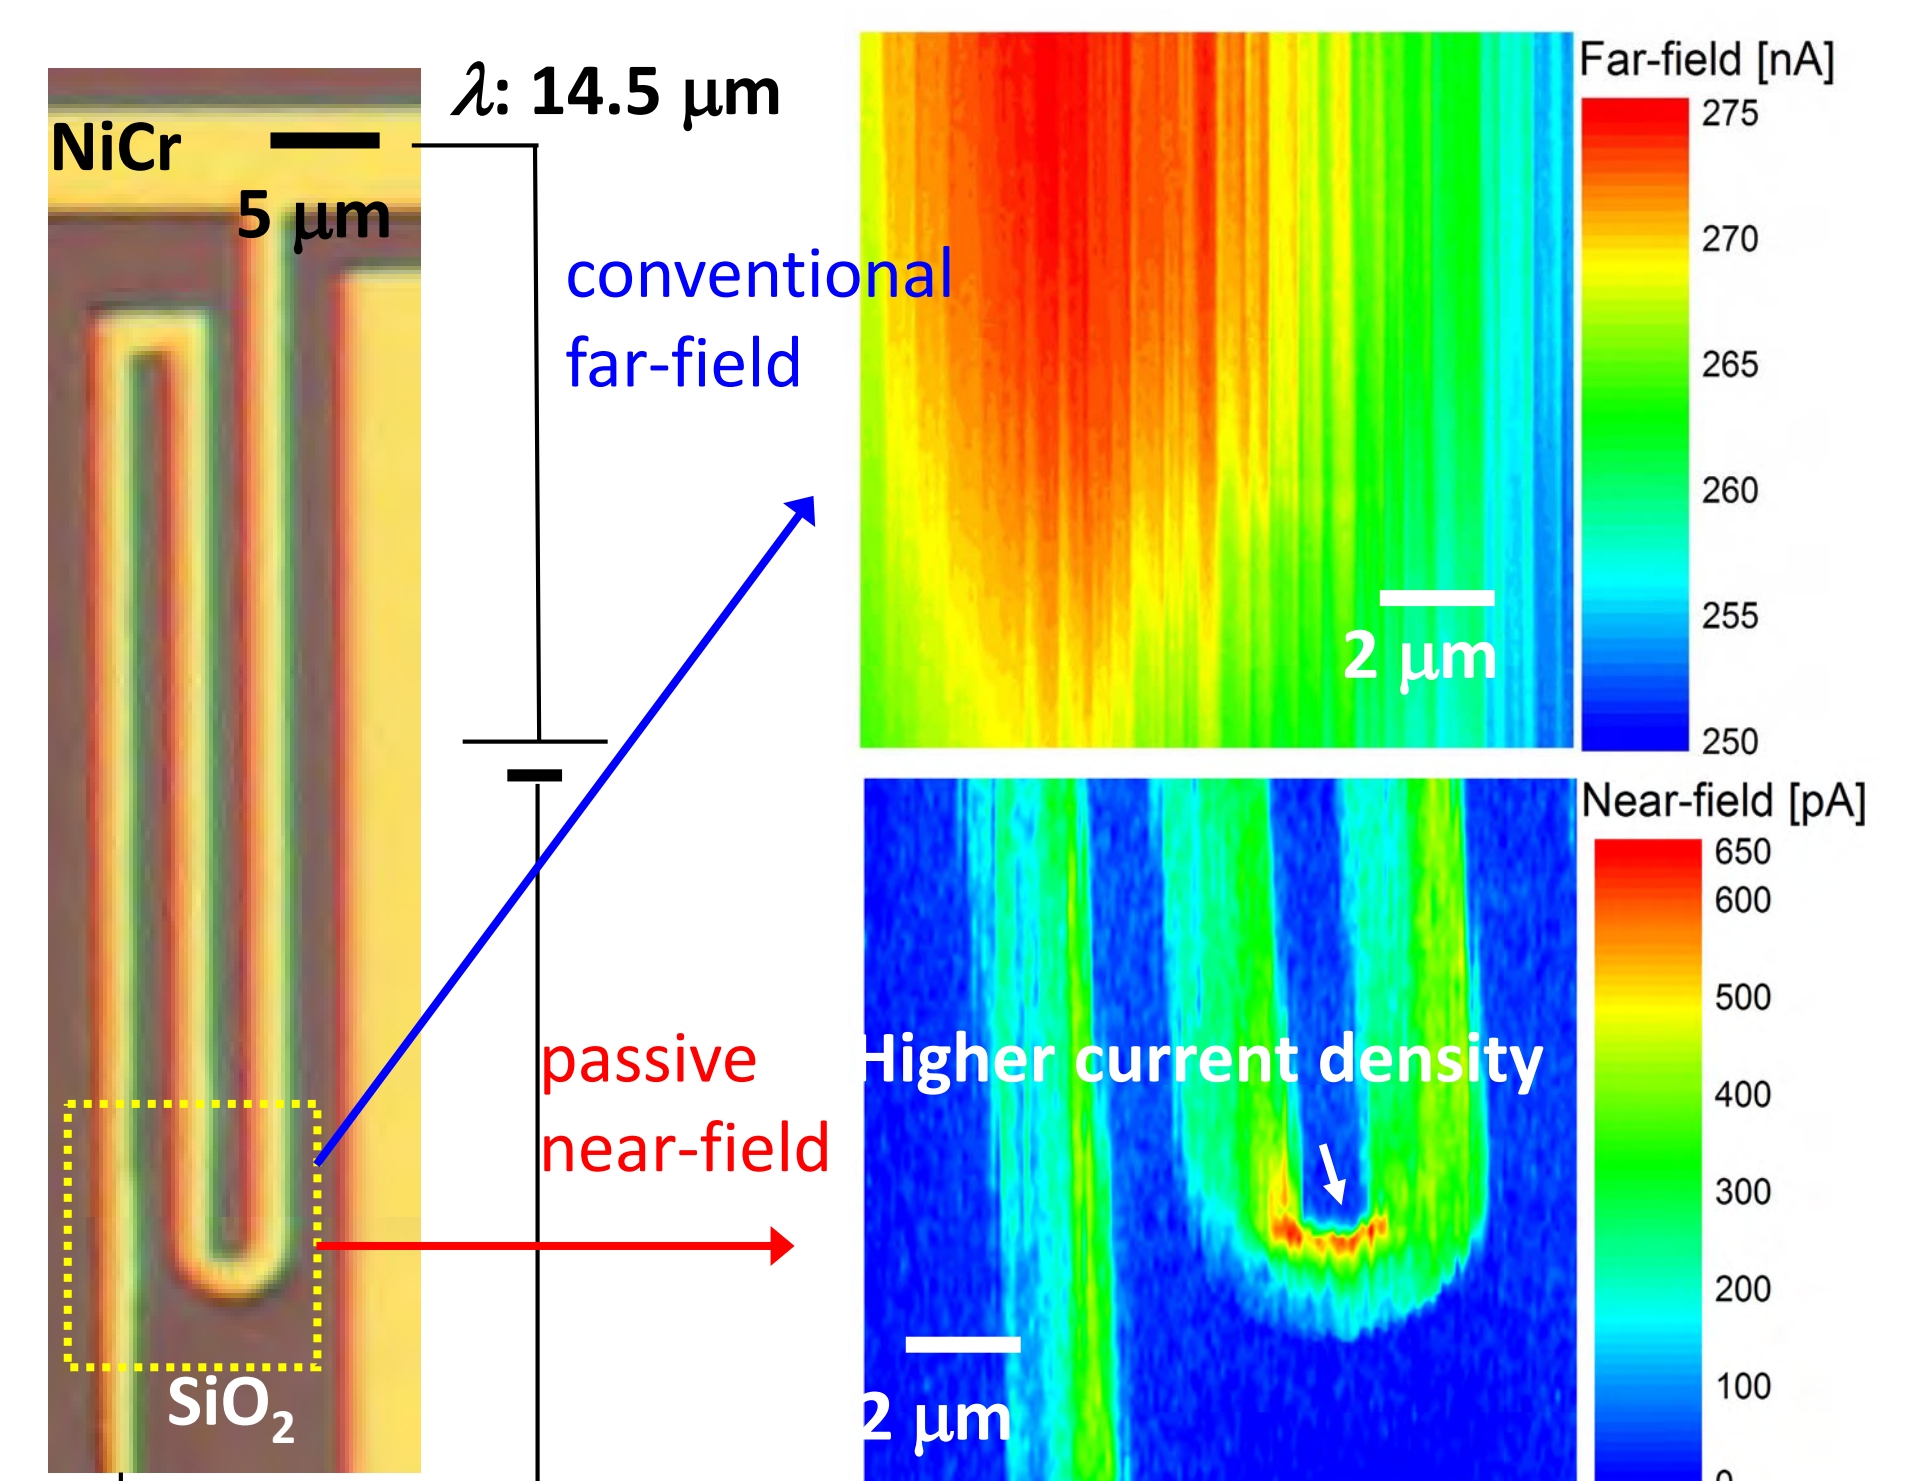 λ: 14.5 μm
NiCr
5 μm
SiO₂
conventional
far-field
passive
near-field
2 μm
Far-field [nA]
275
270
265
260
255
250
Higher current density
2 μm
Near-field [pA]
650
600
500
400
300
200
100
0